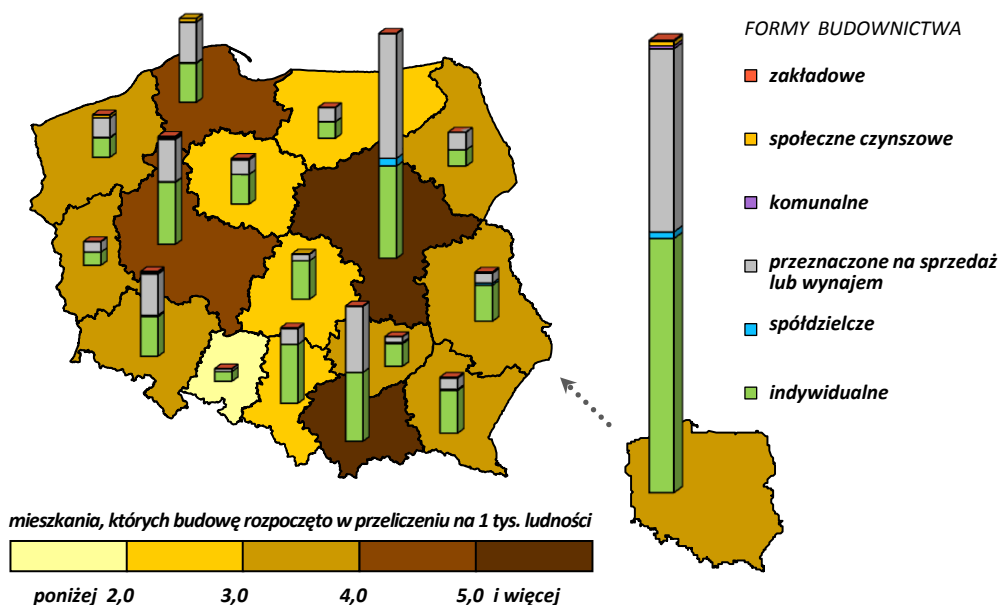 FORMY BUDOWNICTWA
zakładowe
społeczne czynszowe
komunalne
przeznaczone na sprzedaż
lub wynajem
spółdzielcze
indywidualne
mieszkania, których budowę rozpoczęto w przeliczeniu na 1 tys. ludności
poniżej 2,0 3,0 4,0 5,0 i więcej